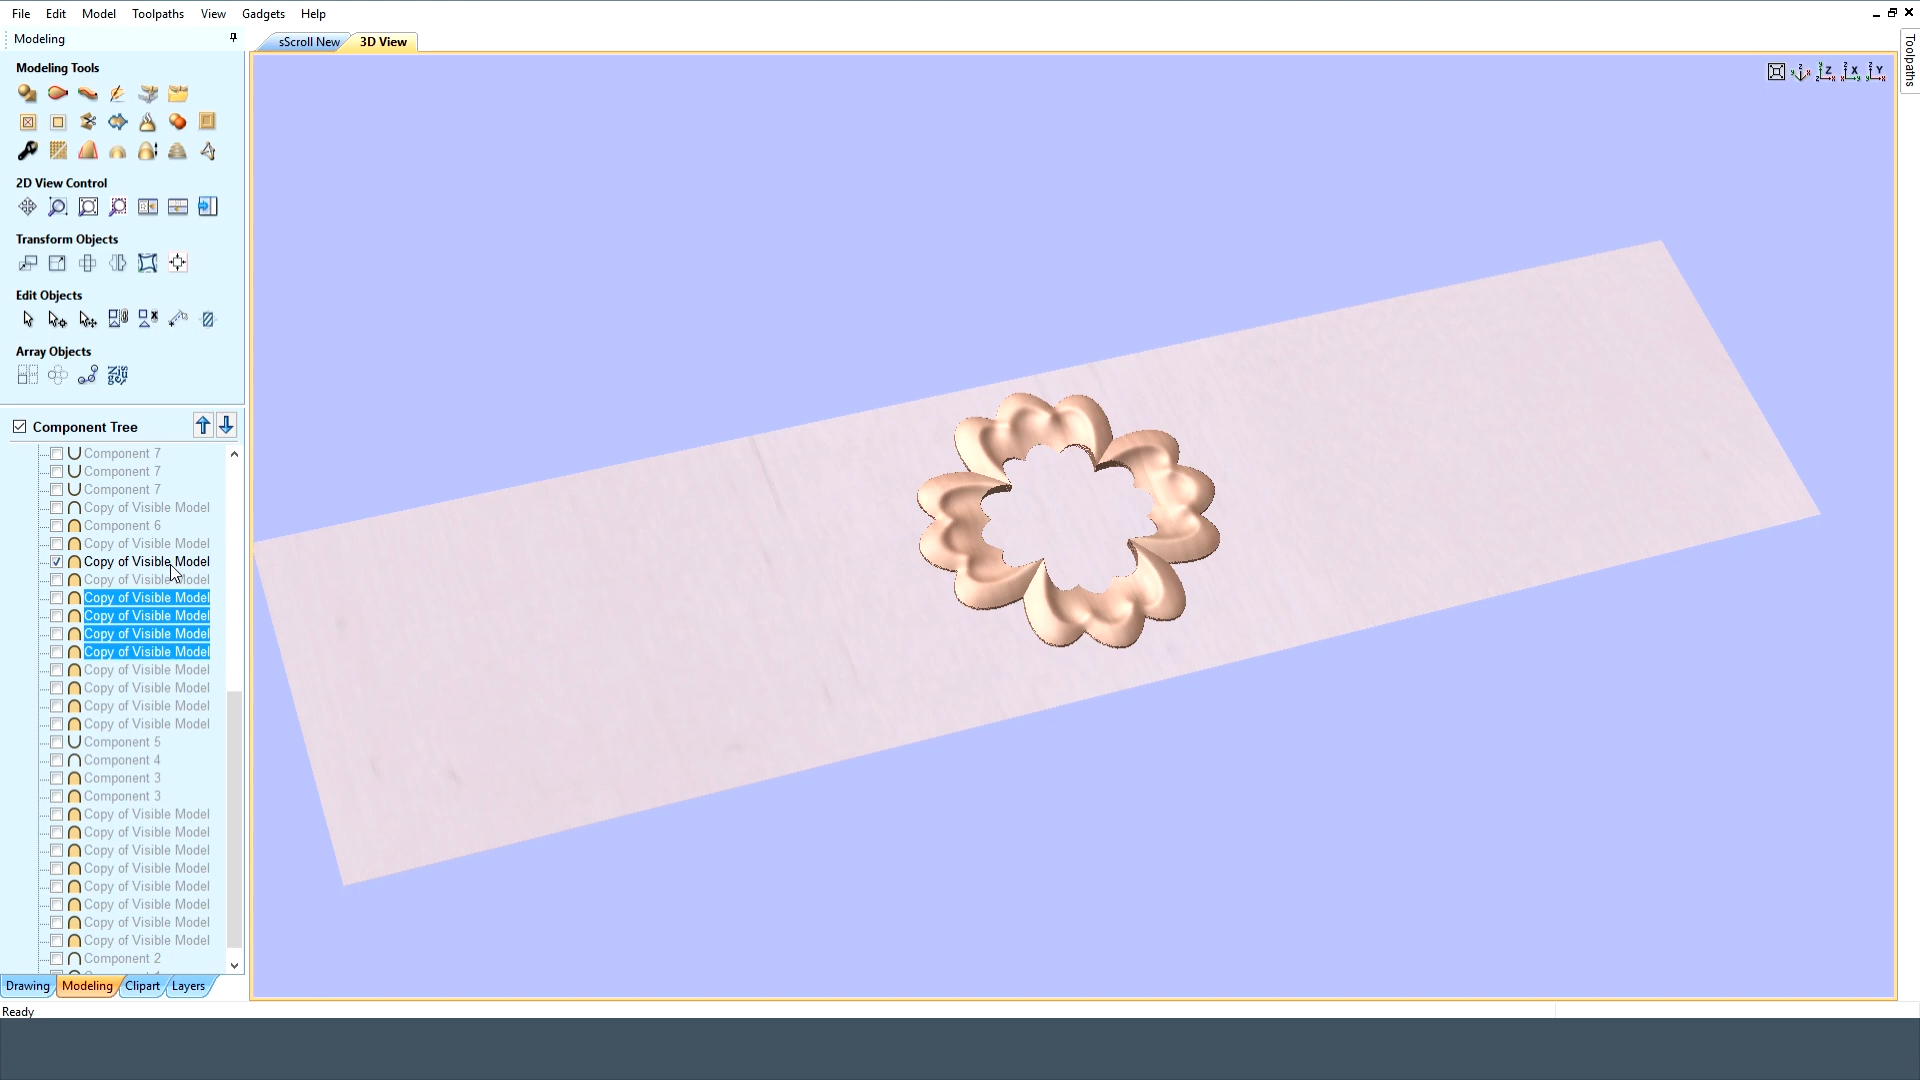 File Edit Model Toolpaths View Gadgets Help
Modeling
sScroll New 3D View
Toolpaths
Modeling Tools
2D View Control
Transform Objects
Edit Objects
Array Objects
Component Tree
Component 7
Component 7
Component 7
Copy of Visible Model
Component 6
Copy of Visible Model
Copy of Visible Model
Copy of Visible Model
Copy of Visible Model
Copy of Visible Model
Copy of Visible Model
Copy of Visible Model
Copy of Visible Model
Copy of Visible Model
Copy of Visible Model
Copy of Visible Model
Component 5
Component 4
Component 3
Component 3
Copy of Visible Model
Copy of Visible Model
Copy of Visible Model
Copy of Visible Model
Copy of Visible Model
Copy of Visible Model
Copy of Visible Model
Copy of Visible Model
Component 2
Drawing Modeling Clipart Layers
Ready